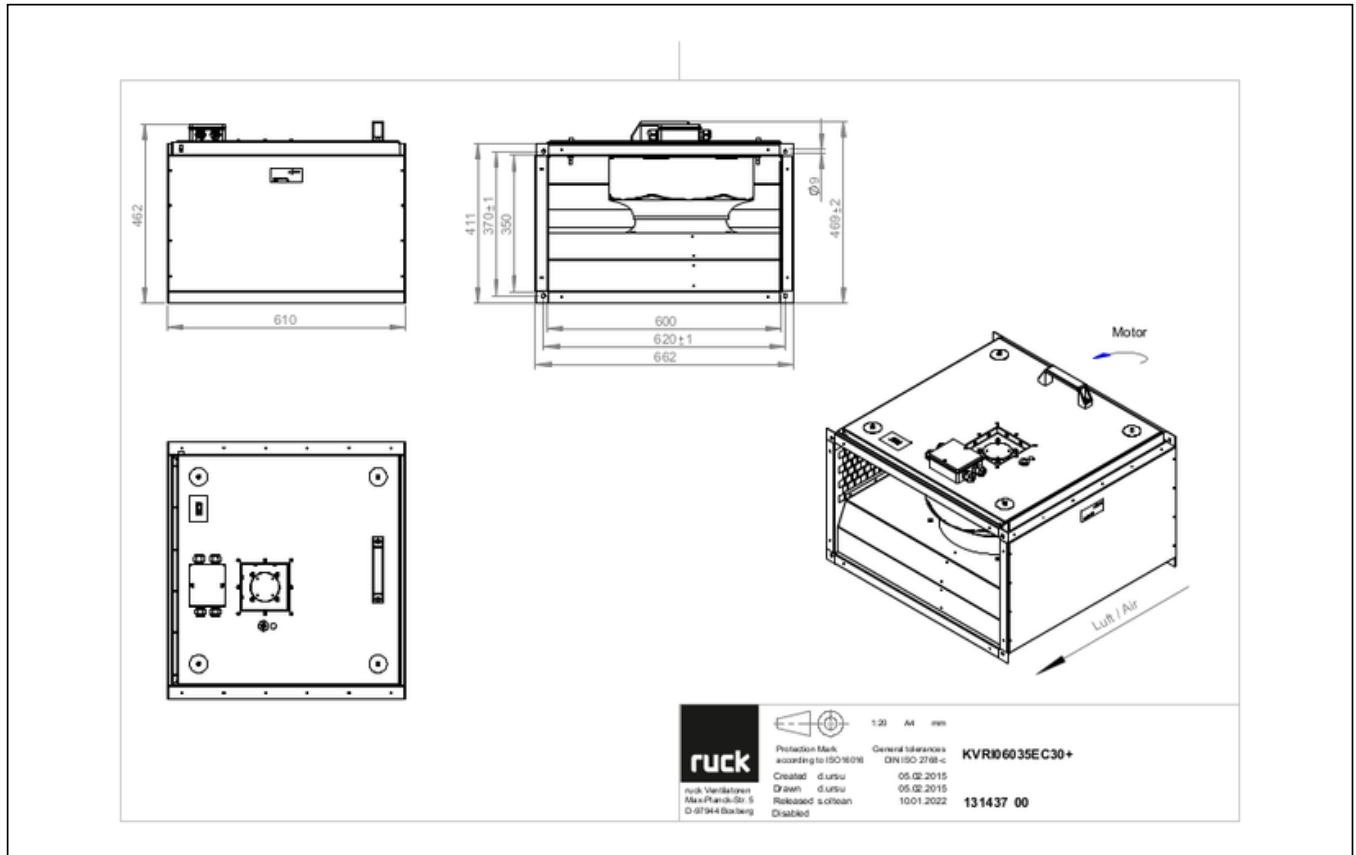 462
610
411
370±1
350
Ø9
469±2
600
620±1
662
Motor
Luft / Air
ruck
ruck Ventilatoren
Max-Planck-Str. 5
D-97944 Boxberg
1:20 A4 mm
Protection Mark
according to ISO16016
General tolerances
DIN ISO 2768-c
Created d.ursu 05.02.2015
Drawn d.ursu 05.02.2015
Released s.oltean 10.01.2022
Disabled
KVRI06035EC30+
131437 00